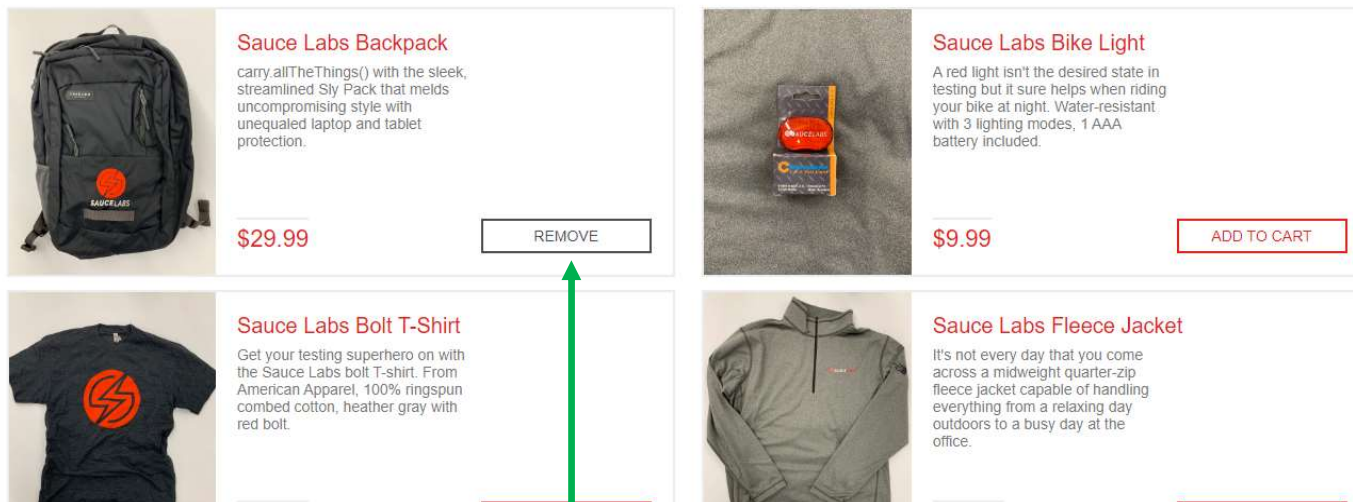 Sauce Labs Backpack
carry.allTheThings() with the sleek,
streamlined Sly Pack that melds
uncompromising style with
unequaled laptop and tablet
protection.
$29.99
REMOVE
SAUCELABS
Sauce Labs Bike Light
A red light isn't the desired state in
testing but it sure helps when riding
your bike at night. Water-resistant
with 3 lighting modes, 1 AAA
battery included.
$9.99
ADD TO CART
SAUCELABS
Sauce Labs Bolt T-Shirt
Get your testing superhero on with
the Sauce Labs bolt T-shirt. From
American Apparel, 100% ringspun
combed cotton, heather gray with
red bolt.
Sauce Labs Fleece Jacket
It's not every day that you come
across a midweight quarter-zip
fleece jacket capable of handling
everything from a relaxing day
outdoors to a busy day at the
office.